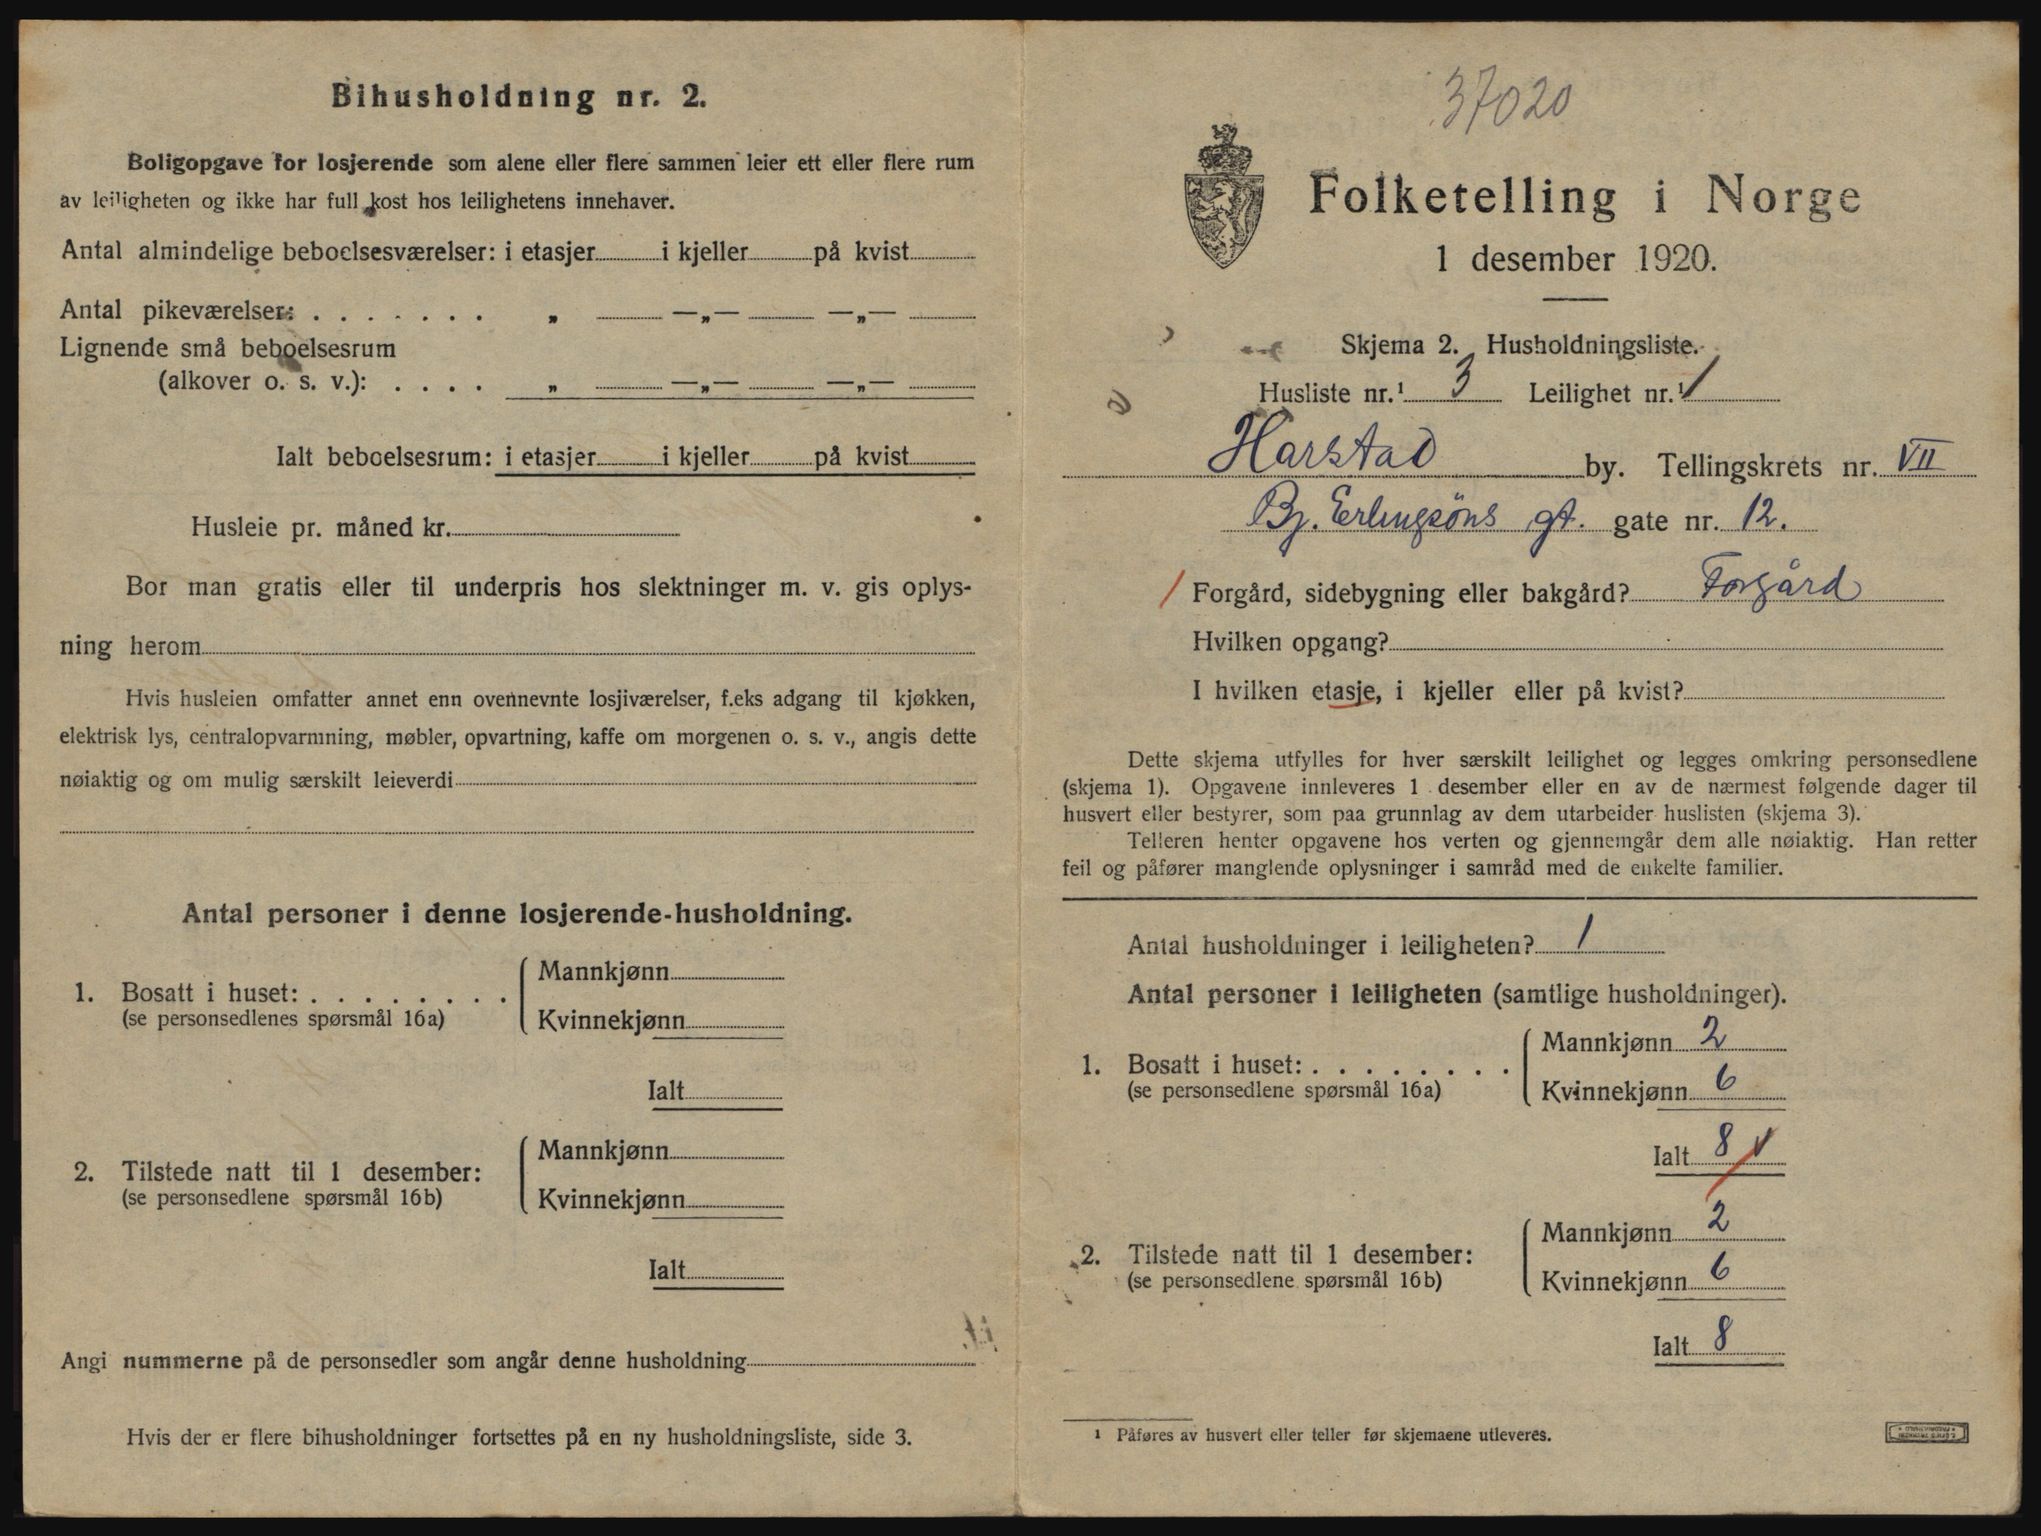 Bihusholdning nr. 2.
Boligopgave for losjerende som alene eller flere sammen leier ett eller flere rum
av leiligheten og ikke har full kost hos leilighetens innehaver.
Antal almindelige beboelsesværelser: i etasjer i kjeller på kvist
Antal pikeværelser: . . . . . . . „ —„— —„—
Lignende små beboelsesrum
(alkover o. s. v.): . . . . „ —„— —„—
Ialt beboelsesrum: i etasjer i kjeller på kvist
Husleie pr. måned kr.
Bor man gratis eller til underpris hos slektninger m. v. gis oplys-
ning herom
Hvis husleien omfatter annet enn ovennevnte losjiværelser, f.eks adgang til kjøkken,
elektrisk lys, centralopvarmning, møbler, opvartning, kaffe om morgenen o. s. v., angis dette
nøiaktig og om mulig særskilt leieverdi
Antal personer i denne losjerende-husholdning.
1. Bosatt i huset: . . . . . . . .
(se personsedlenes spørsmål 16a)
Mannkjønn
Kvinnekjønn
Ialt
2. Tilstede natt til 1 desember:
(se personsedlene spørsmål 16b)
Mannkjønn
Kvinnekjønn
Ialt
Angi nummerne på de personsedler som angår denne husholdning
Hvis der er flere bihusholdninger fortsettes på en ny husholdningsliste, side 3.
37020
Folketelling i Norge
1 desember 1920.
Skjema 2. Husholdningsliste.
Husliste nr.¹ 3 Leilighet nr.¹ 1
Harstad by. Tellingskrets nr. VII
Bj. Erlingsöns gt. gate nr. 12.
Forgård, sidebygning eller bakgård? Forgård
Hvilken opgang?
I hvilken etasje, i kjeller eller på kvist?
Dette skjema utfylles for hver særskilt leilighet og legges omkring personsedlene
(skjema 1). Opgavene innleveres 1 desember eller en av de nærmest følgende dager til
husvert eller bestyrer, som paa grunnlag av dem utarbeider huslisten (skjema 3).
Telleren henter opgavene hos verten og gjennemgår dem alle nøiaktig. Han retter
feil og påfører manglende oplysninger i samråd med de enkelte familier.
Antal husholdninger i leiligheten? 1
Antal personer i leiligheten (samtlige husholdninger).
1. Bosatt i huset: . . . . . . . .
(se personsedlene spørsmål 16a)
Mannkjønn 2
Kvinnekjønn 6
Ialt 8
2. Tilstede natt til 1 desember:
(se personsedlene spørsmål 16b)
Mannkjønn 2
Kvinnekjønn 6
Ialt 8
¹ Påføres av husvert eller teller før skjemaene utleveres.